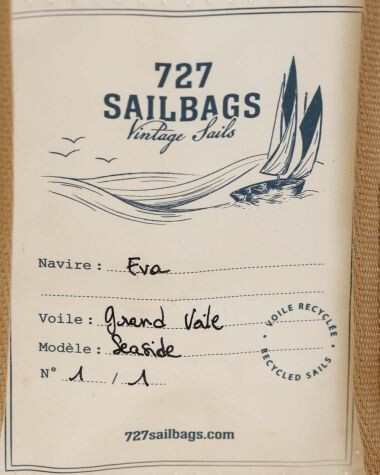 727
SAILBAGS
Vintage Sails
Navire : Eva
Voile : Grand Voile
Modèle : Seaside
N° 1 / 1
VOILE RECYCLÉE
RECYCLED SAILS
727sailbags.com